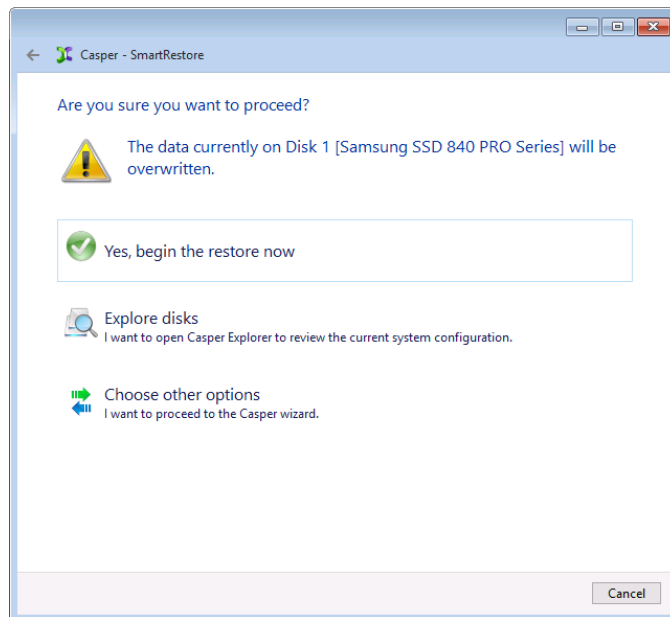 Casper - SmartRestore
Are you sure you want to proceed?
The data currently on Disk 1 [Samsung SSD 840 PRO Series] will be
overwritten.
Yes, begin the restore now
Explore disks
I want to open Casper Explorer to review the current system configuration.
Choose other options
I want to proceed to the Casper wizard.
Cancel